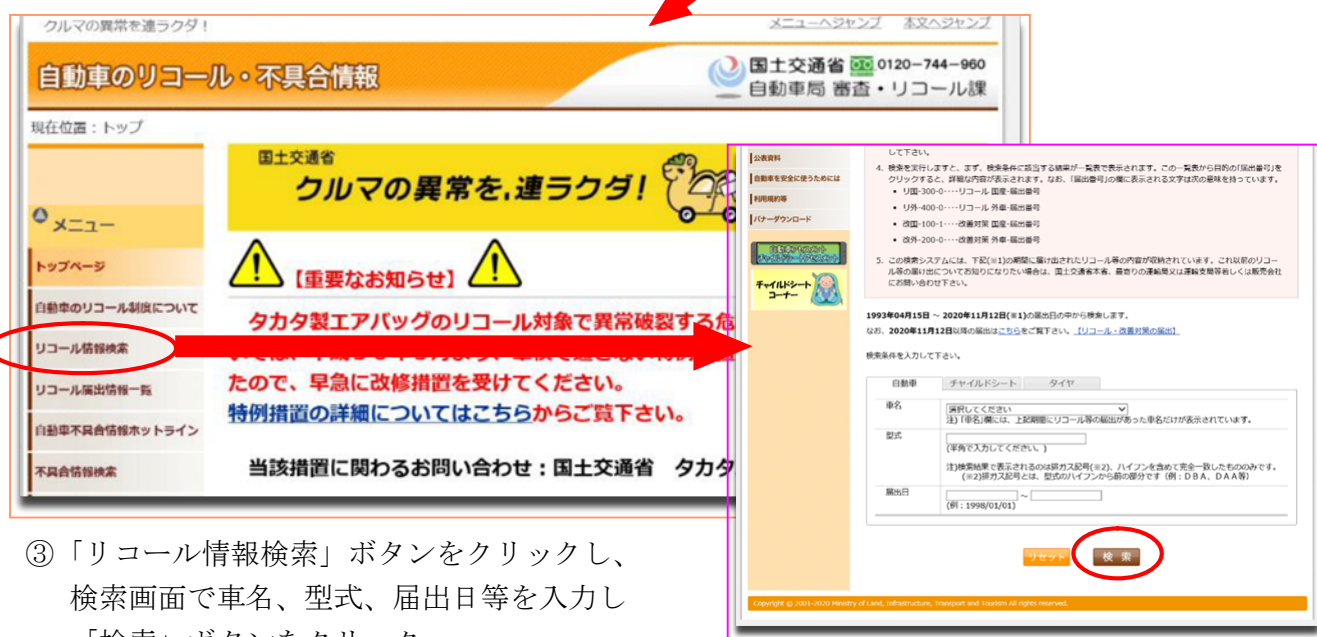 クルマの異常を連ラクダ！
メニューへジャンプ 本文へジャンプ
自動車のリコール・不具合情報
国土交通省 0120-744-960
自動車局 審査・リコール課
現在位置：トップ
メニュー
トップページ
自動車のリコール制度について
リコール情報検索
リコール届出情報一覧
自動車不具合情報ホットライン
不具合情報検索
国土交通省
クルマの異常を,連ラクダ！
【重要なお知らせ】
タカタ製エアバッグのリコール対象で異常破裂する危
たので、早急に改修措置を受けてください。
特例措置の詳細についてはこちらからご覧下さい。
当該措置に関わるお問い合わせ：国土交通省 タカタ
公表資料
自動車を安全に使うためには
利用規約等
バナーダウンロード
自動車アセスメント
チャイルドシートアセスメント
チャイルドシート
コーナー
して下さい。
4. 検索を実行しますと、まず、検索条件に該当する結果が一覧表で表示されます。この一覧表から目的の「届出番号」を
クリックすると、詳細な内容が表示されます。なお、「届出番号」の欄に表示される文字は次の意味を持っています。
• リ国-300-0‥‥リコール 国産-届出番号
• リ外-400-0‥‥リコール 外車-届出番号
• 改国-100-1‥‥改善対策 国産-届出番号
• 改外-200-0‥‥改善対策 外車-届出番号
5. この検索システムには、下記(※1)の期間に届け出されたリコール等の内容が収納されています。これ以前のリコー
ル等の届け出についてお知りになりたい場合は、国土交通省本省、最寄りの運輸局又は運輸支局等若しくは販売会社
にお問い合わせ下さい。
1993年04月15日 ～ 2020年11月12日(※1)の届出日の中から検索します。
なお、2020年11月12日以降の届出はこちらをご覧下さい。【リコール・改善対策の届出】
検索条件を入力して下さい。
自動車 チャイルドシート タイヤ
車名 選択してください
注)「車名」欄には、上記期間にリコール等の届出があった車名だけが表示されています。
型式
(半角で入力してください。)
注)検索結果で表示されるのは排ガス記号(※2)、ハイフンを含めて完全一致したもののみです。
(※2)排ガス記号とは、型式のハイフンから前の部分です（例：ＤＢＡ、ＤＡＡ等）
届出日 ～
(例：1998/01/01)
リセット 検 索
Copyright © 2001-2020 Ministry of Land, Infrastructure, Transport and Tourism All rights reserved.
③「リコール情報検索」ボタンをクリックし、
検索画面で車名、型式、届出日等を入力し
「検索」ボタンをクリック